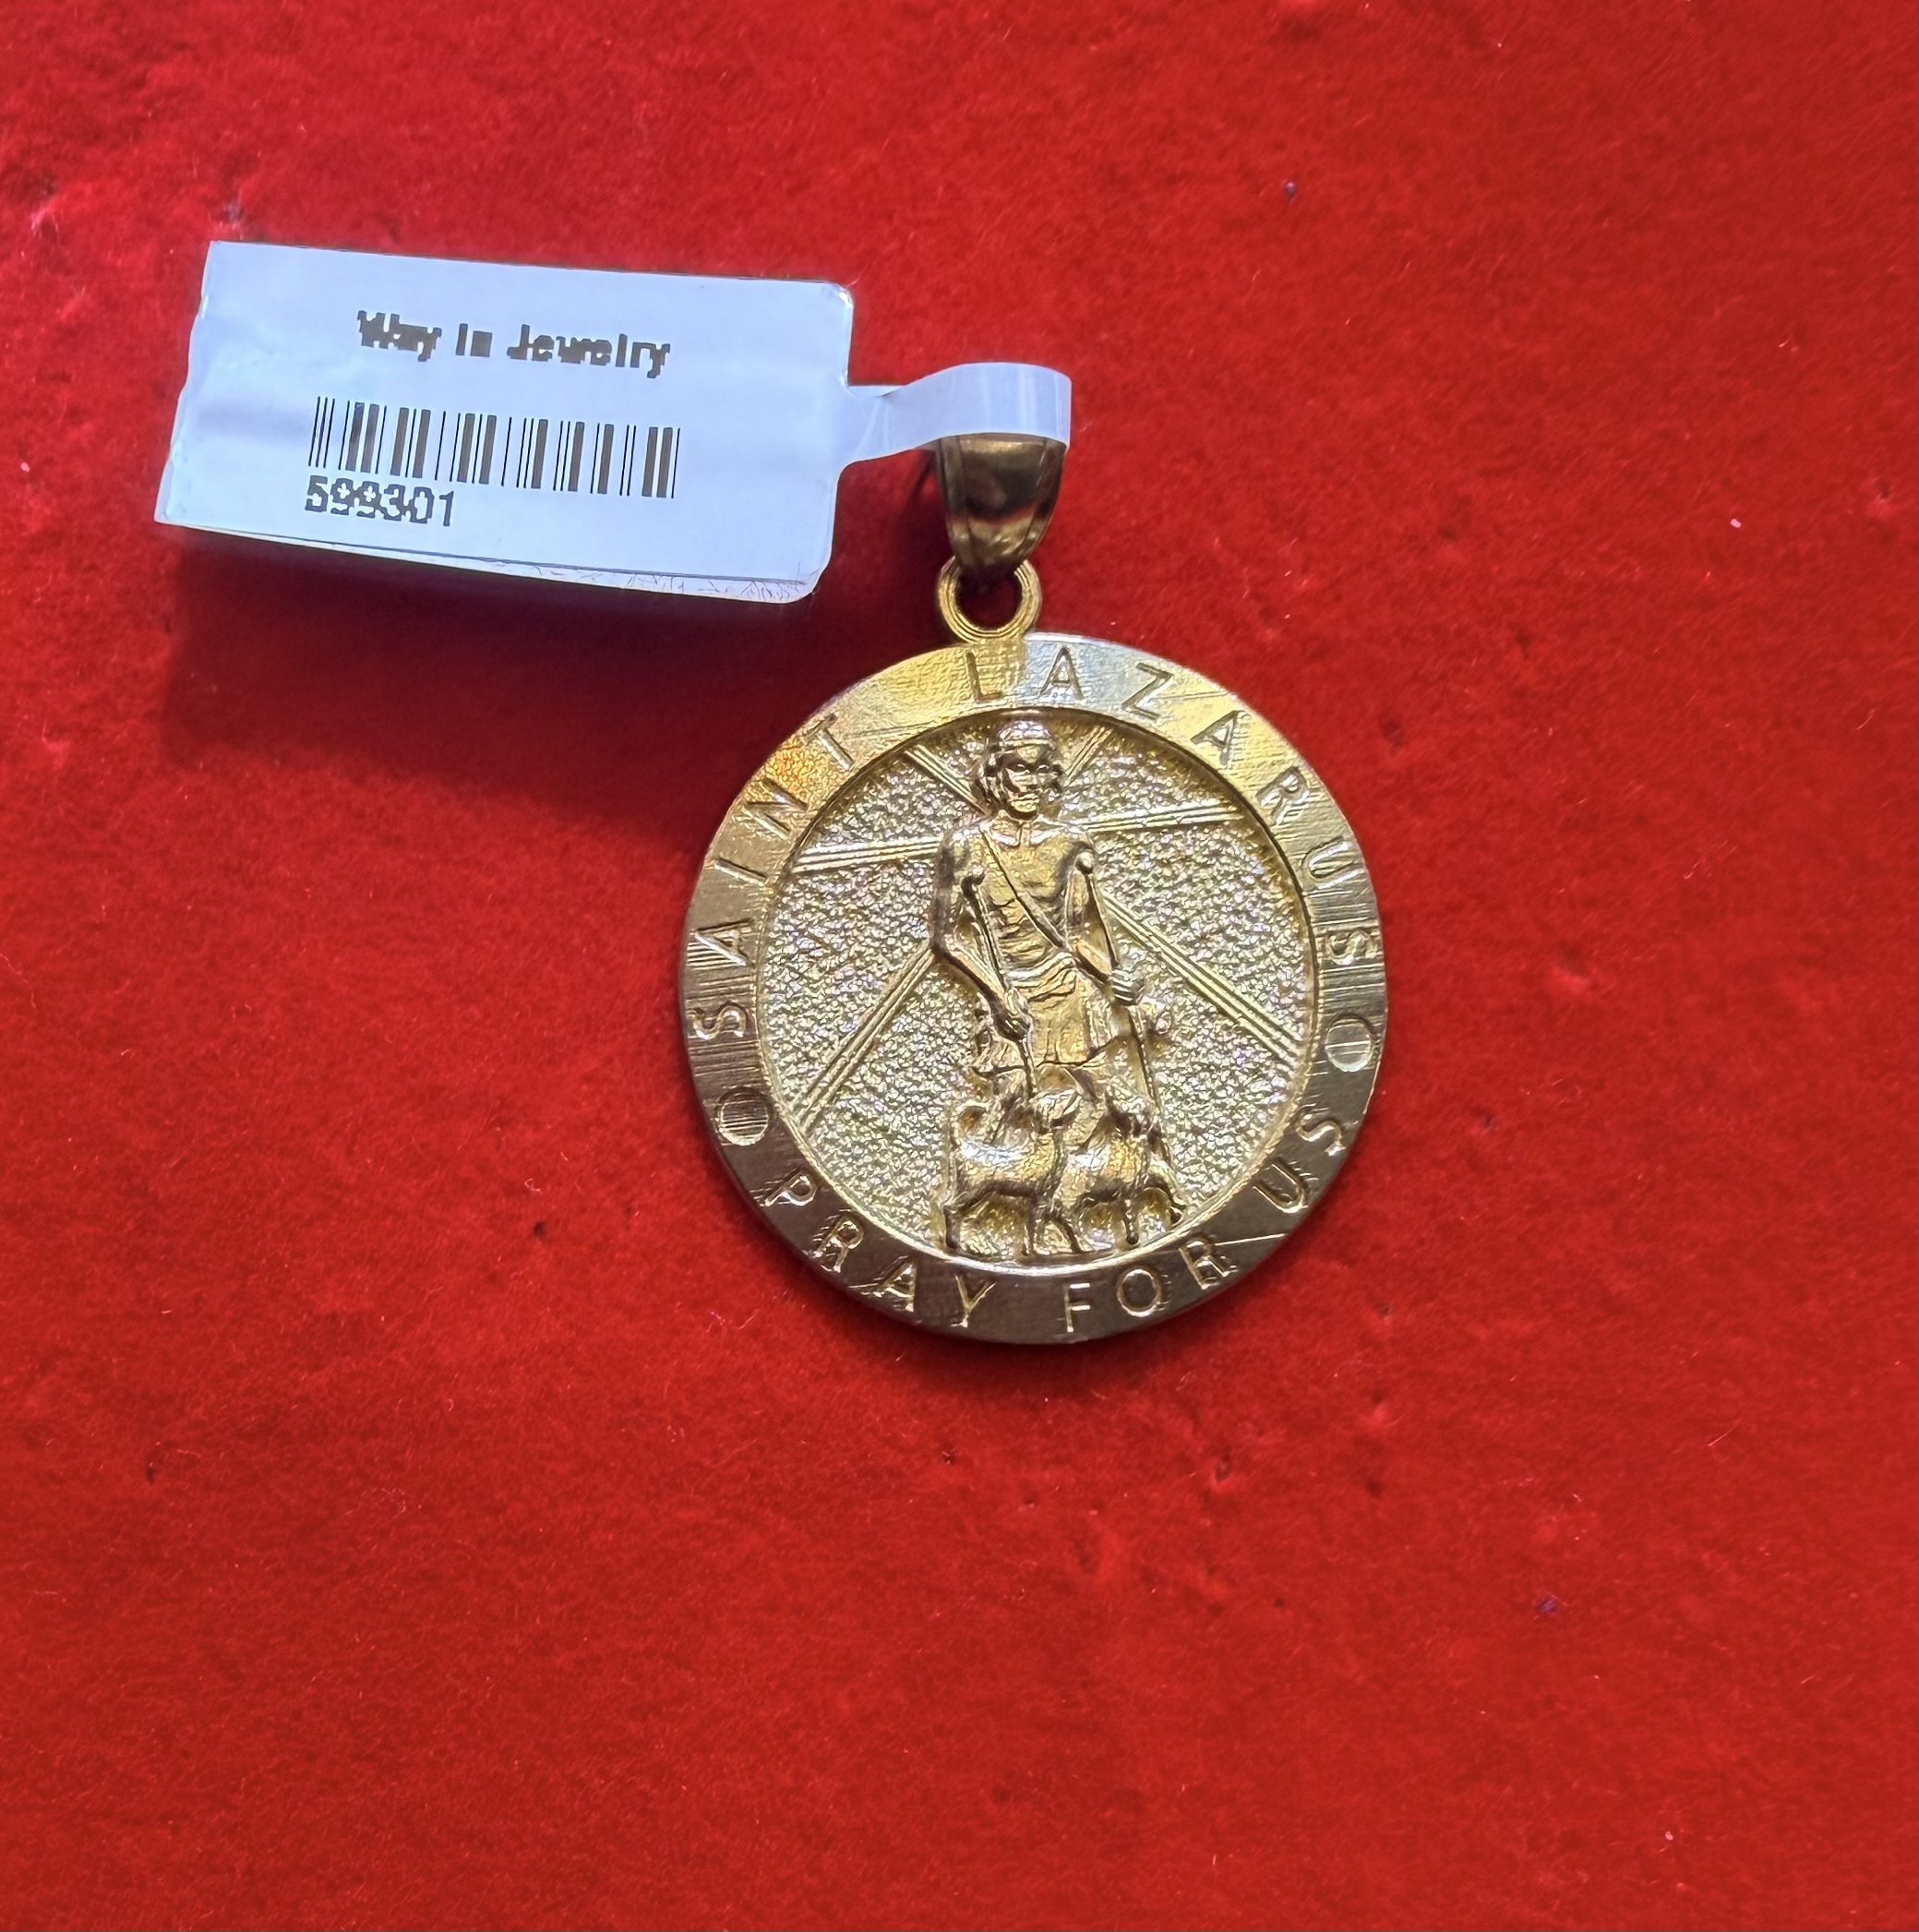 Way In Jewelry
599301
SAINT LAZARUS
O PRAY FOR US O